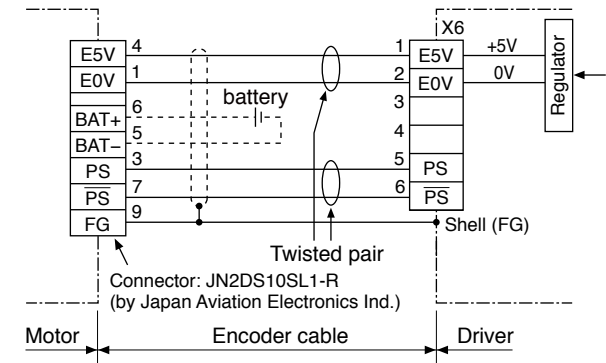 X6
E5V 4 1 E5V +5V
E0V 1 2 E0V 0V
Regulator
battery
3
BAT+ 6
4
BAT− 5
PS 3 5 PS
P̅S̅ 7 6 P̅S̅
FG 9 Shell (FG)
Twisted pair
Connector: JN2DS10SL1-R
(by Japan Aviation Electronics Ind.)
Motor Encoder cable Driver